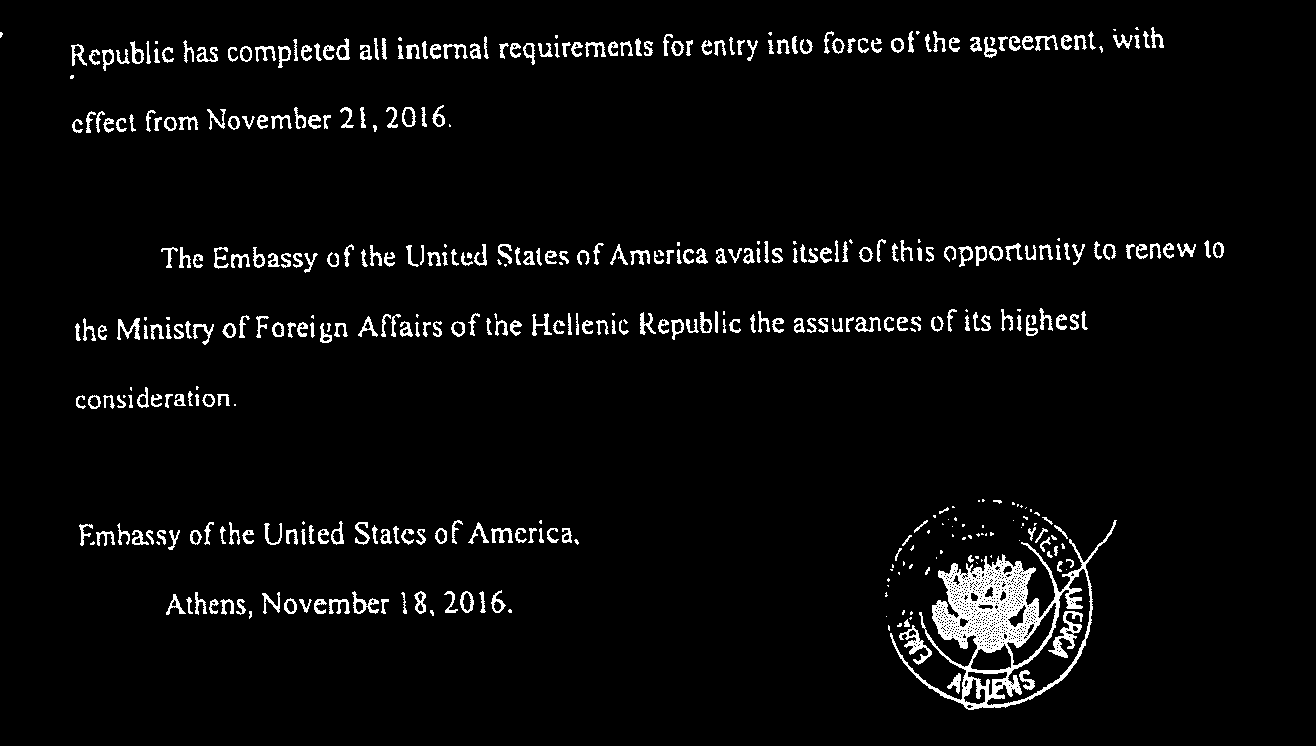 Republic has completed all internal requirements for entry into force of the agreement, with
effect from November 21, 2016.
The Embassy of the United States of America avails itself of this opportunity to renew to
the Ministry of Foreign Affairs of the Hellenic Republic the assurances of its highest
consideration.
Embassy of the United States of America,
Athens, November 18, 2016.
AMERICA
ATHENS